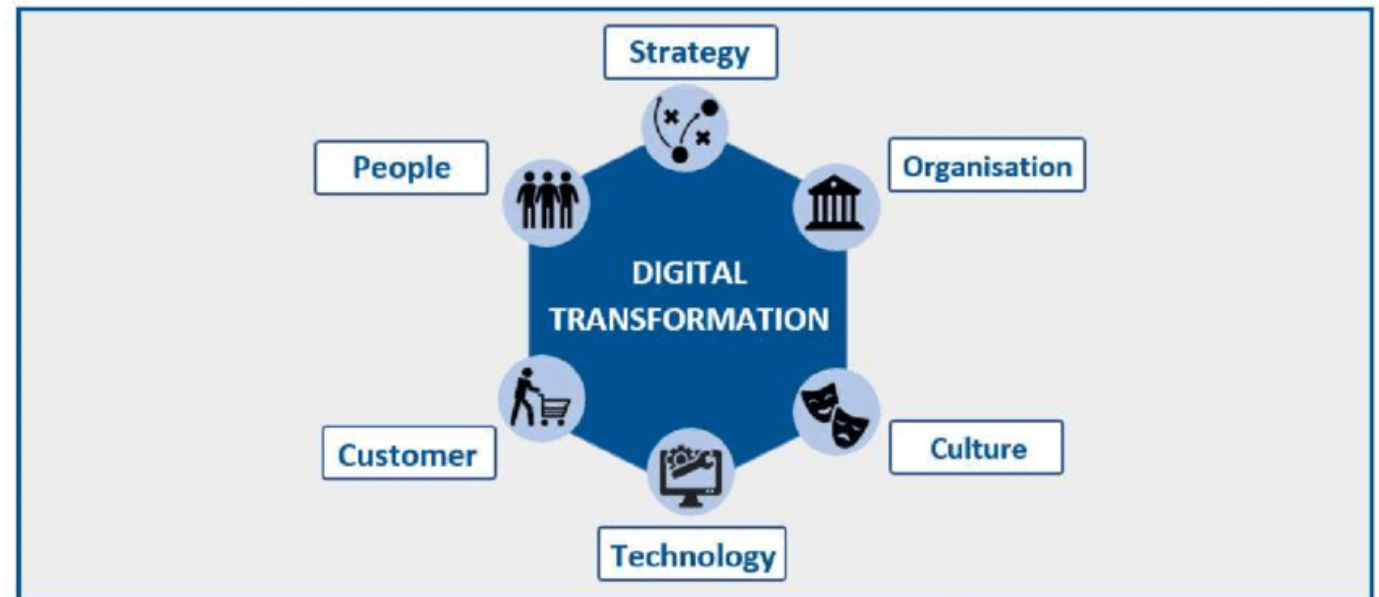 Strategy
People
Organisation
DIGITAL
TRANSFORMATION
Customer
Culture
Technology